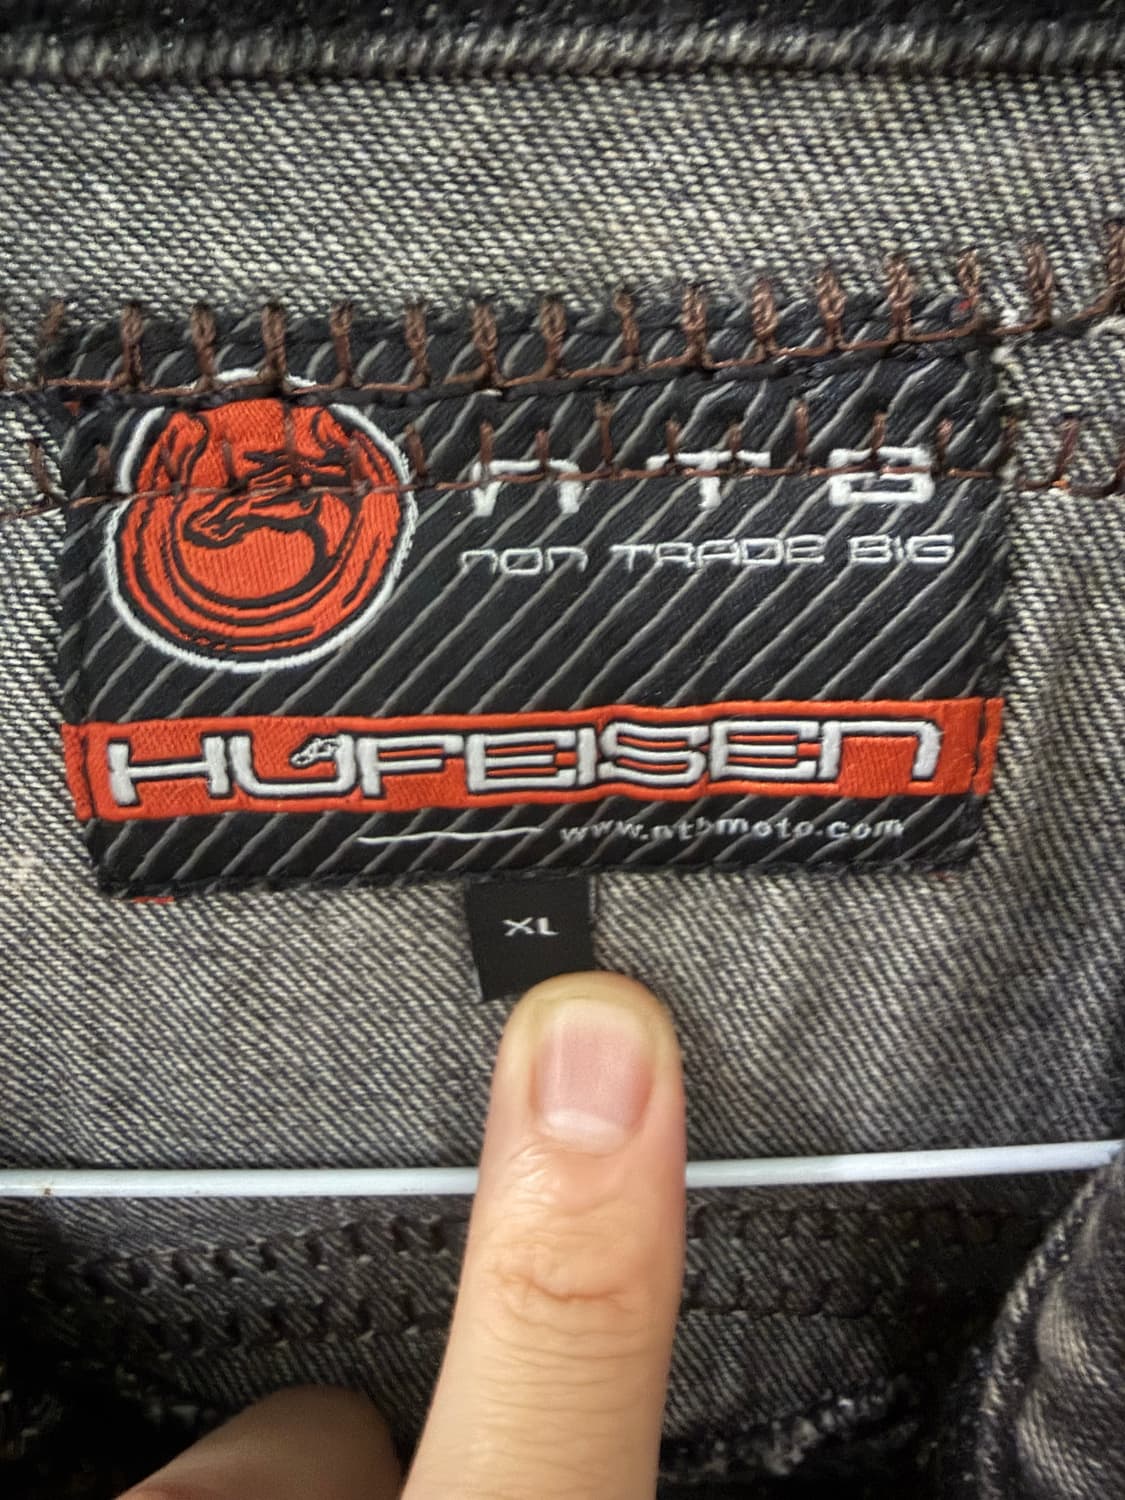 NTB
NON TRADE BIG
HUFEISEN
www.ntbmoto.com
XL